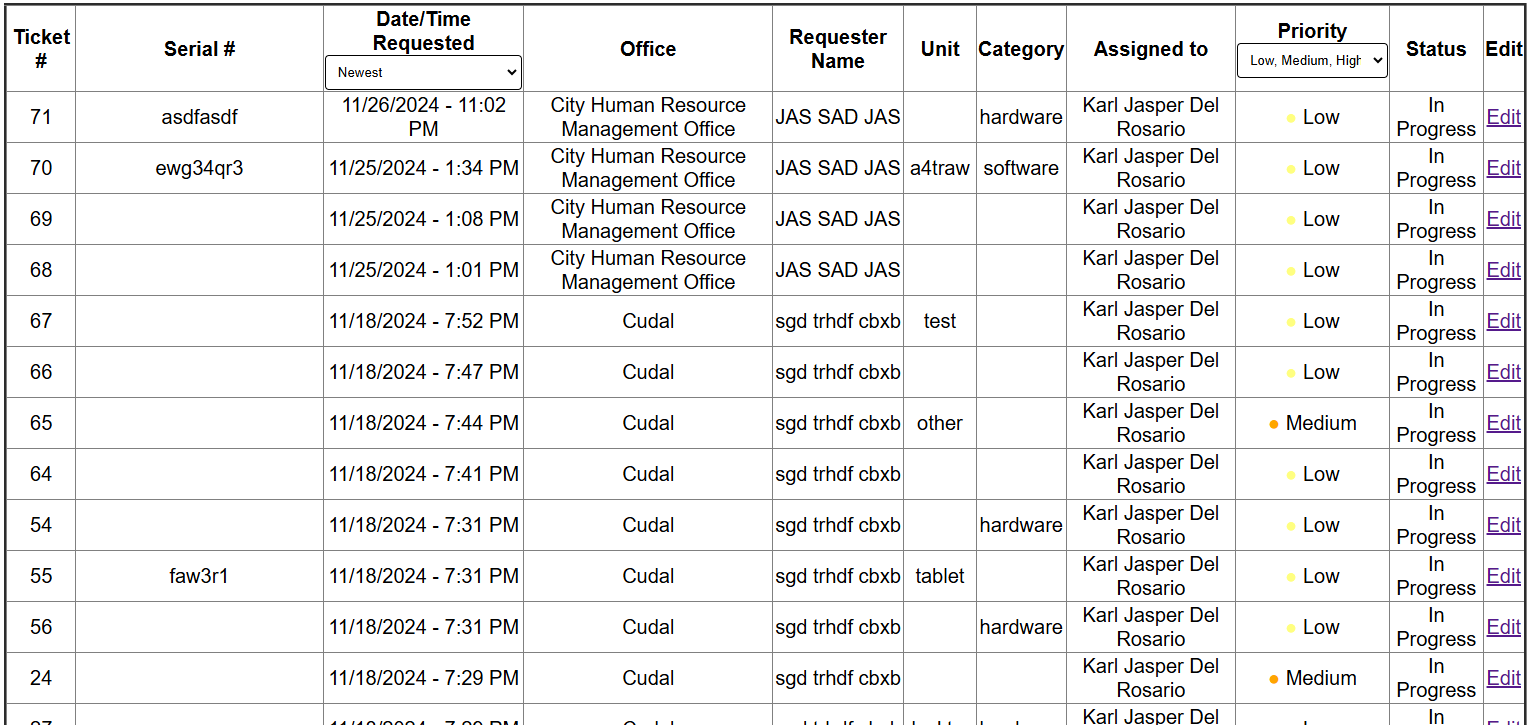 Ticket # Serial # Date/Time Requested Office Requester Name Unit Category Assigned to Priority Status Edit
Newest Low, Medium, High
71 asdfasdf 11/26/2024 - 11:02 PM City Human Resource Management Office JAS SAD JAS hardware Karl Jasper Del Rosario Low In Progress Edit
70 ewg34qr3 11/25/2024 - 1:34 PM City Human Resource Management Office JAS SAD JAS a4traw software Karl Jasper Del Rosario Low In Progress Edit
69 11/25/2024 - 1:08 PM City Human Resource Management Office JAS SAD JAS Karl Jasper Del Rosario Low In Progress Edit
68 11/25/2024 - 1:01 PM City Human Resource Management Office JAS SAD JAS Karl Jasper Del Rosario Low In Progress Edit
67 11/18/2024 - 7:52 PM Cudal sgd trhdf cbxb test Karl Jasper Del Rosario Low In Progress Edit
66 11/18/2024 - 7:47 PM Cudal sgd trhdf cbxb Karl Jasper Del Rosario Low In Progress Edit
65 11/18/2024 - 7:44 PM Cudal sgd trhdf cbxb other Karl Jasper Del Rosario Medium In Progress Edit
64 11/18/2024 - 7:41 PM Cudal sgd trhdf cbxb Karl Jasper Del Rosario Low In Progress Edit
54 11/18/2024 - 7:31 PM Cudal sgd trhdf cbxb hardware Karl Jasper Del Rosario Low In Progress Edit
55 faw3r1 11/18/2024 - 7:31 PM Cudal sgd trhdf cbxb tablet Karl Jasper Del Rosario Low In Progress Edit
56 11/18/2024 - 7:31 PM Cudal sgd trhdf cbxb hardware Karl Jasper Del Rosario Low In Progress Edit
24 11/18/2024 - 7:29 PM Cudal sgd trhdf cbxb Karl Jasper Del Rosario Medium In Progress Edit
Karl Jasper Del In